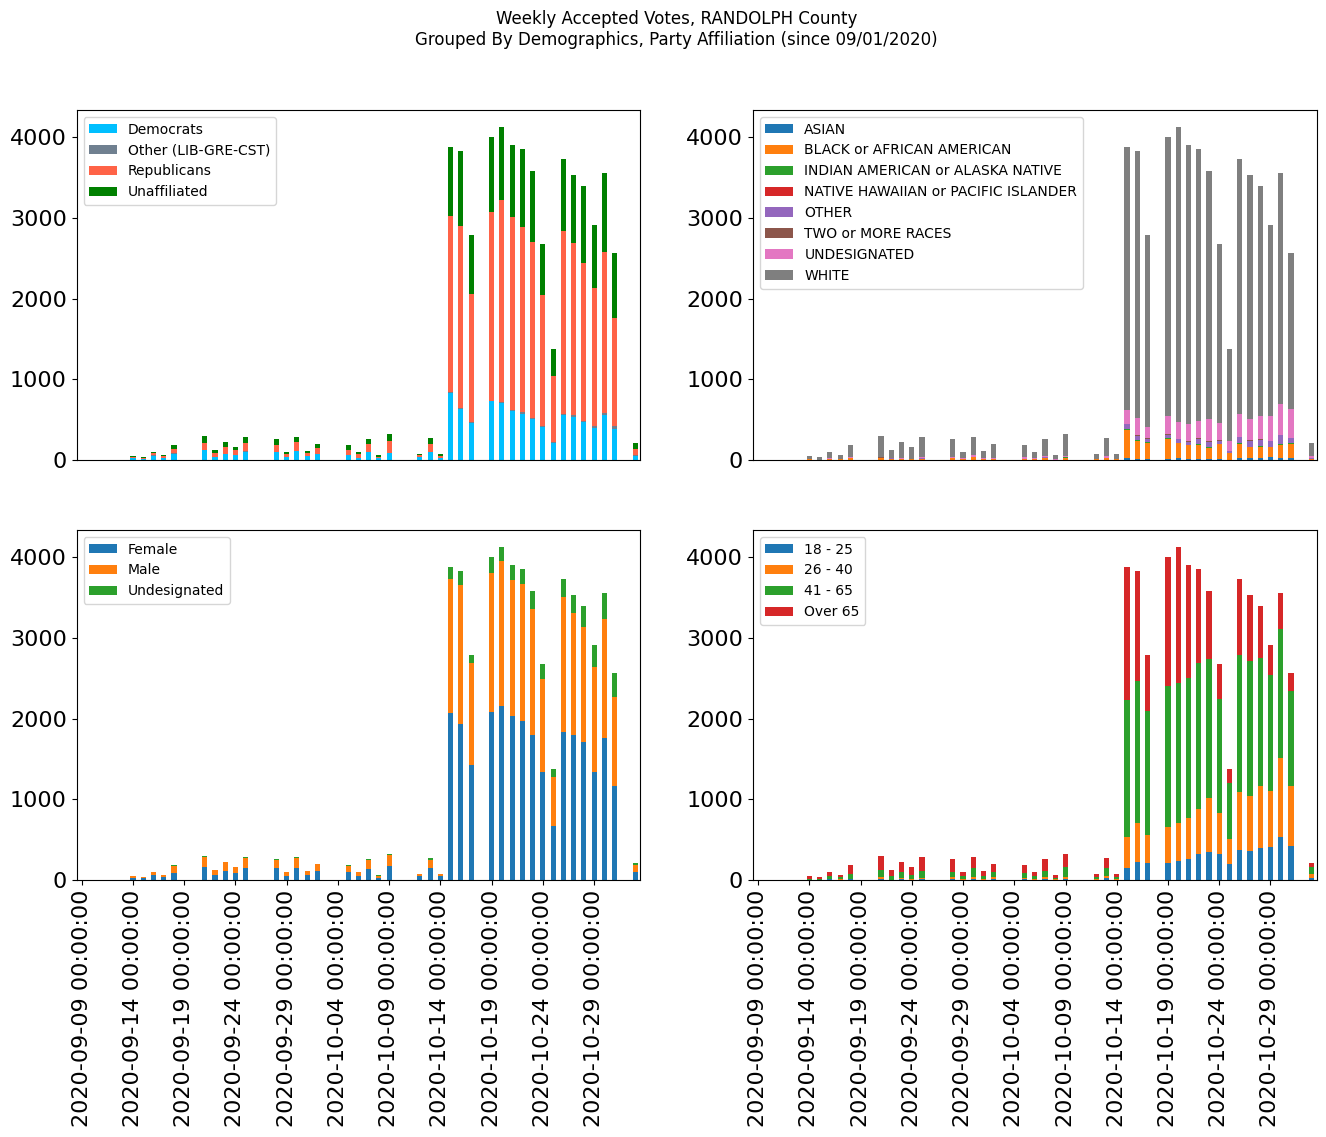 Weekly Accepted Votes, RANDOLPH County
Grouped By Demographics, Party Affiliation (since 09/01/2020)
4000
3000
2000
1000
0
Democrats
Other (LIB-GRE-CST)
Republicans
Unaffiliated
4000
3000
2000
1000
0
ASIAN
BLACK or AFRICAN AMERICAN
INDIAN AMERICAN or ALASKA NATIVE
NATIVE HAWAIIAN or PACIFIC ISLANDER
OTHER
TWO or MORE RACES
UNDESIGNATED
WHITE
4000
3000
2000
1000
0
Female
Male
Undesignated
2020-09-09 00:00:00
2020-09-14 00:00:00
2020-09-19 00:00:00
2020-09-24 00:00:00
2020-09-29 00:00:00
2020-10-04 00:00:00
2020-10-09 00:00:00
2020-10-14 00:00:00
2020-10-19 00:00:00
2020-10-24 00:00:00
2020-10-29 00:00:00
4000
3000
2000
1000
0
18 - 25
26 - 40
41 - 65
Over 65
2020-09-09 00:00:00
2020-09-14 00:00:00
2020-09-19 00:00:00
2020-09-24 00:00:00
2020-09-29 00:00:00
2020-10-04 00:00:00
2020-10-09 00:00:00
2020-10-14 00:00:00
2020-10-19 00:00:00
2020-10-24 00:00:00
2020-10-29 00:00:00